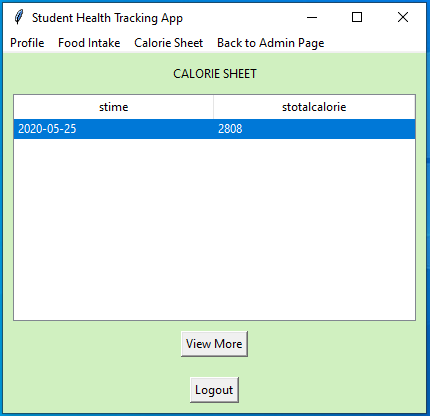 Student Health Tracking App
Profile Food Intake Calorie Sheet Back to Admin Page
CALORIE SHEET
stime stotalcalorie
2020-05-25 2808
View More
Logout